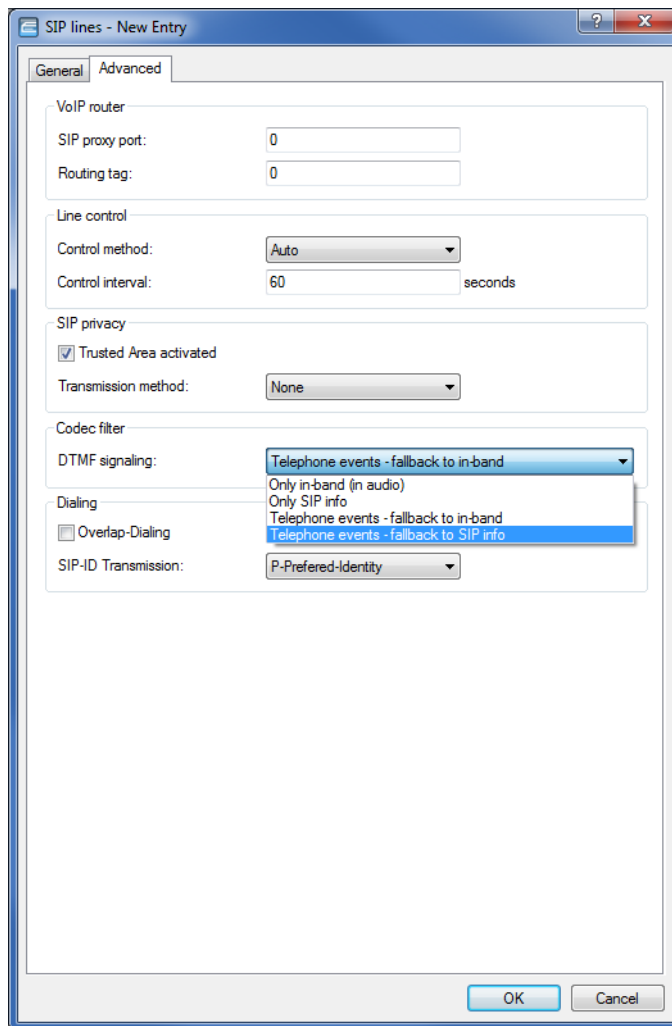 SIP lines - New Entry
?
General
Advanced
VoIP router
SIP proxy port:
0
Routing tag:
0
Line control
Control method:
Auto
Control interval:
60
seconds
SIP privacy
Trusted Area activated
Transmission method:
None
Codec filter
DTMF signaling:
Telephone events - fallback to in-band
Only in-band (in audio)
Only SIP info
Telephone events - fallback to in-band
Telephone events - fallback to SIP info
Dialing
Overlap-Dialing
SIP-ID Transmission:
P-Prefered-Identity
OK
Cancel